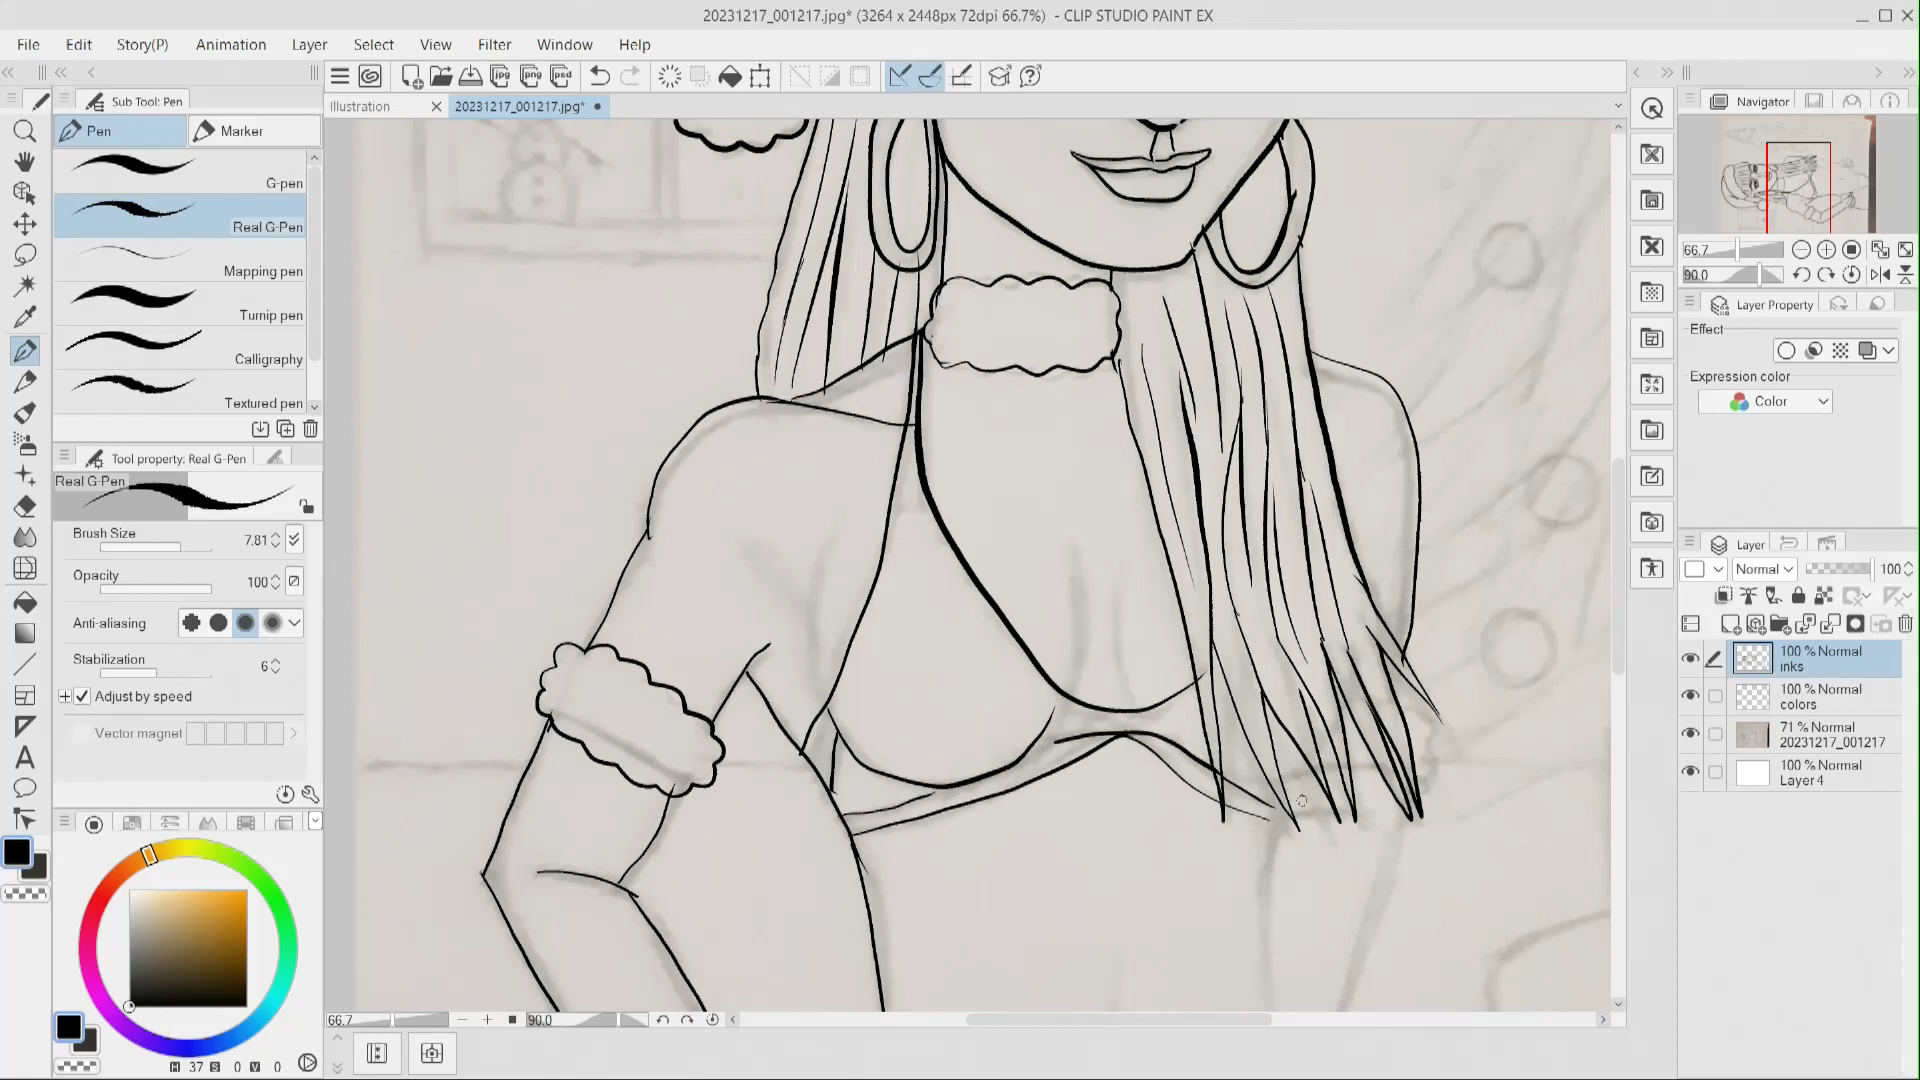 20231217_001217.jpg* (3264 x 2448px 72dpi 66.7%)  - CLIP STUDIO PAINT EX
File Edit Story(P) Animation Layer Select View Filter Window Help
jpg png psd
Illustration 20231217_001217.jpg*
Sub Tool: Pen
Pen Marker
G-pen
Real G-Pen
Mapping pen
Turnip pen
Calligraphy
Textured pen
Tool property: Real G-Pen
Real G-Pen
Brush Size 7.81
Opacity 100
Anti-aliasing
Stabilization 6
Adjust by speed
Vector magnet
H 37 S 0 V 0
66.7 90.0
Navigator
66.7
90.0
Layer Property
Effect
Expression color
Color
Layer
Normal 100
100 % Normal
inks
100 % Normal
colors
71 % Normal
20231217_001217
100 % Normal
Layer 4